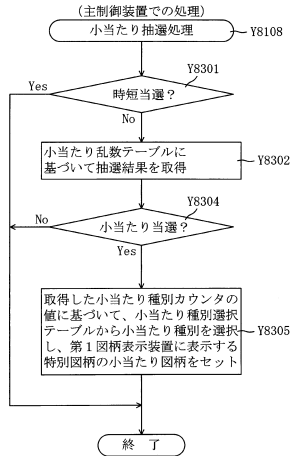 (主制御装置での処理)
小当たり抽選処理
Y8108
Y8301
時短当選?
Yes
No
小当たり乱数テーブルに
基づいて抽選結果を取得
Y8302
Y8304
小当たり当選?
No
Yes
取得した小当たり種別カウンタの
値に基づいて、小当たり種別選択
テーブルから小当たり種別を選択
し、第1図柄表示装置に表示する
特別図柄の小当たり図柄をセット
Y8305
終 了